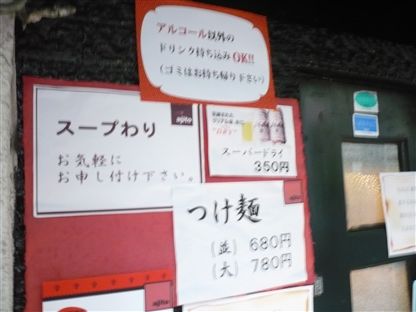 アルコール以外の
ドリンク持ち込みOK!!
(ゴミはお持ち帰り下さい)
ajito
スープわり
お気軽に
お申し付け下さい。
スーパードライ
350円
ajito
つけ麺
(並) 680円
(大) 780円
ajito